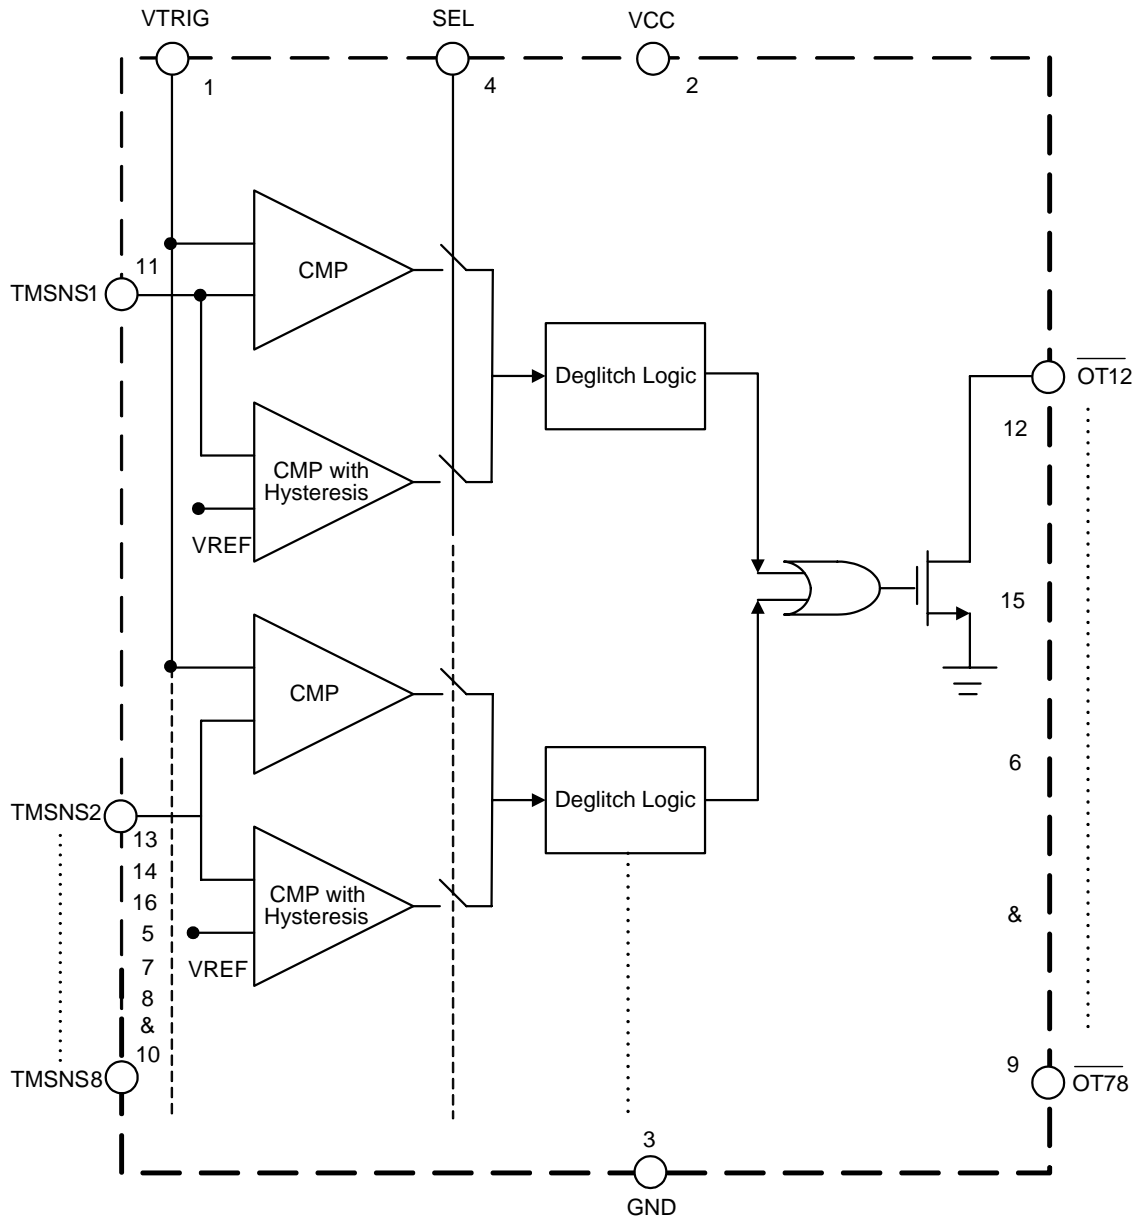 VTRIG
SEL
VCC
1
4
2
CMP
11
TMSNS1
Deglitch Logic
OT12
12
CMP with
Hysteresis
VREF
15
CMP
6
Deglitch Logic
TMSNS2
13
14
16
5
7
8
&
10
CMP with
Hysteresis
VREF
&
9
TMSNS8
OT78
3
GND